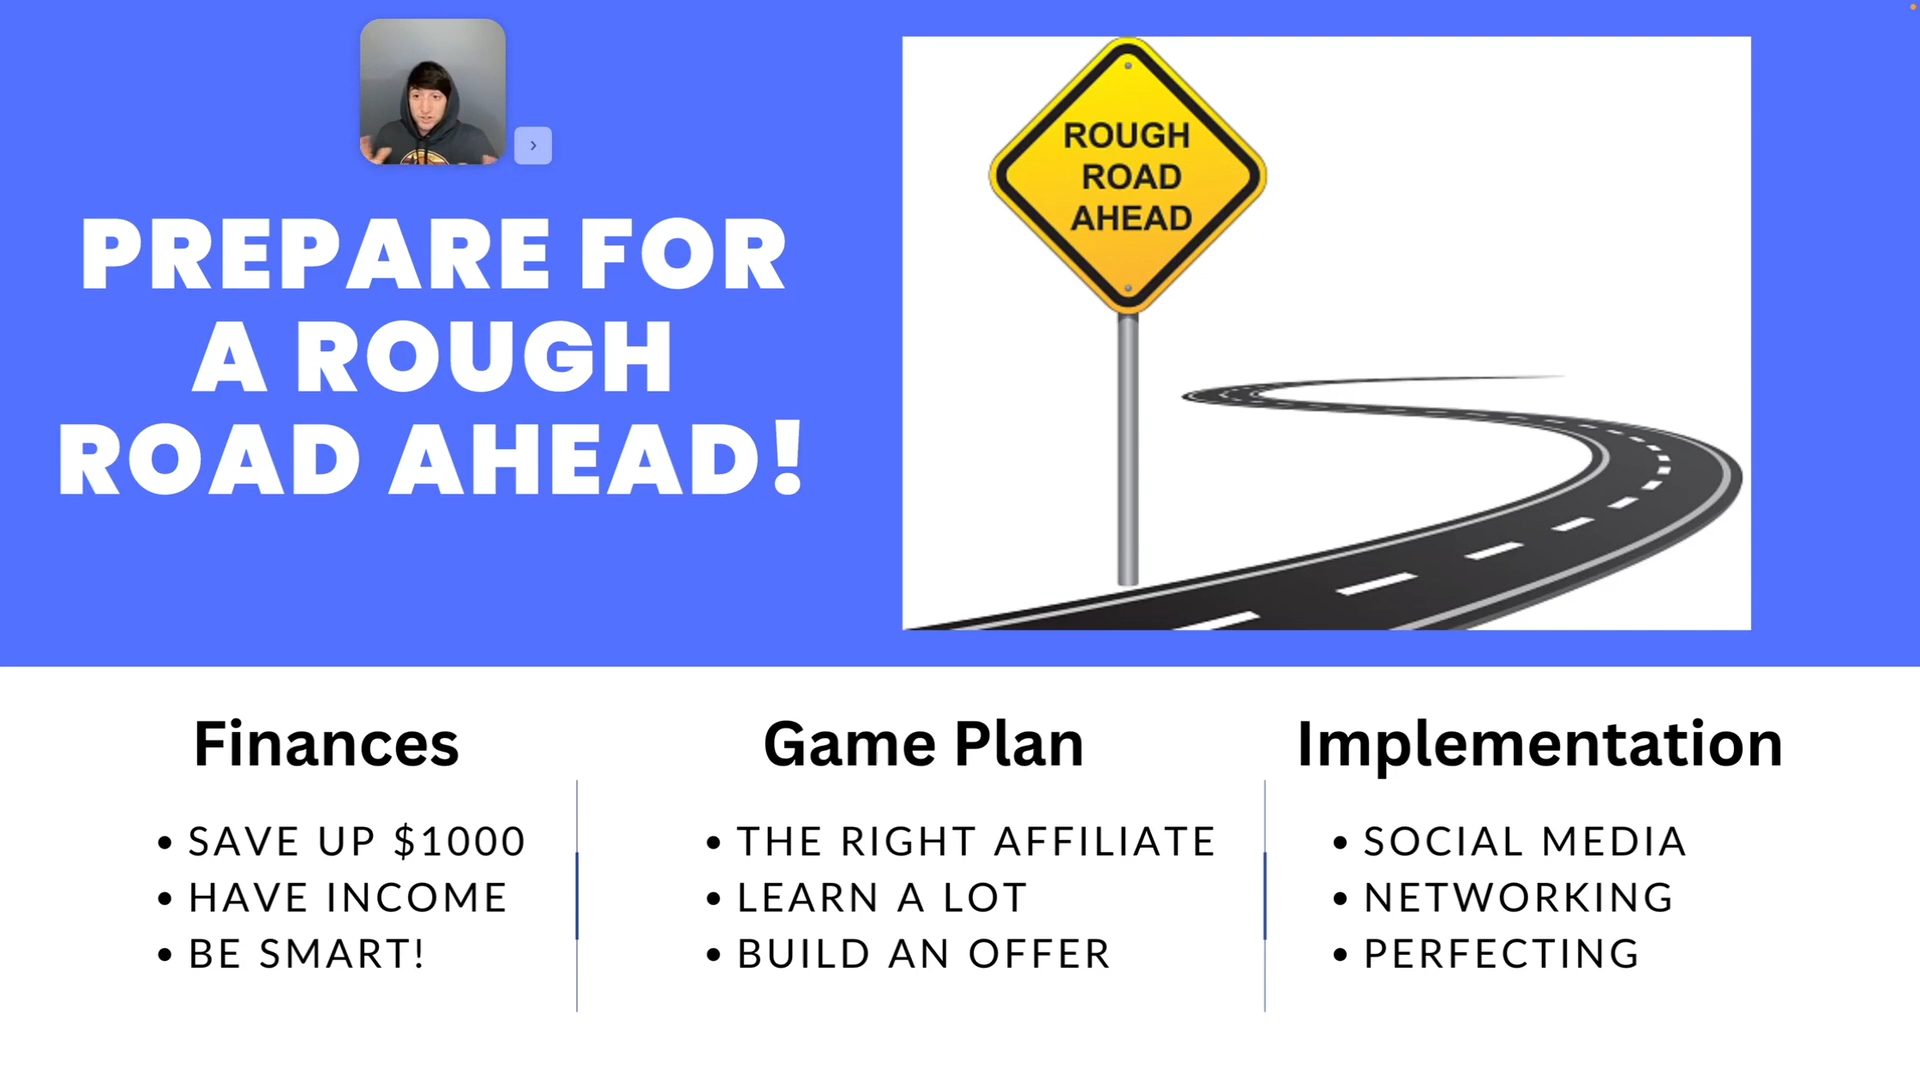 PREPARE FOR
A ROUGH
ROAD AHEAD!
ROUGH
ROAD
AHEAD
Finances
• SAVE UP $1000
• HAVE INCOME
• BE SMART!
Game Plan
• THE RIGHT AFFILIATE
• LEARN A LOT
• BUILD AN OFFER
Implementation
• SOCIAL MEDIA
• NETWORKING
• PERFECTING